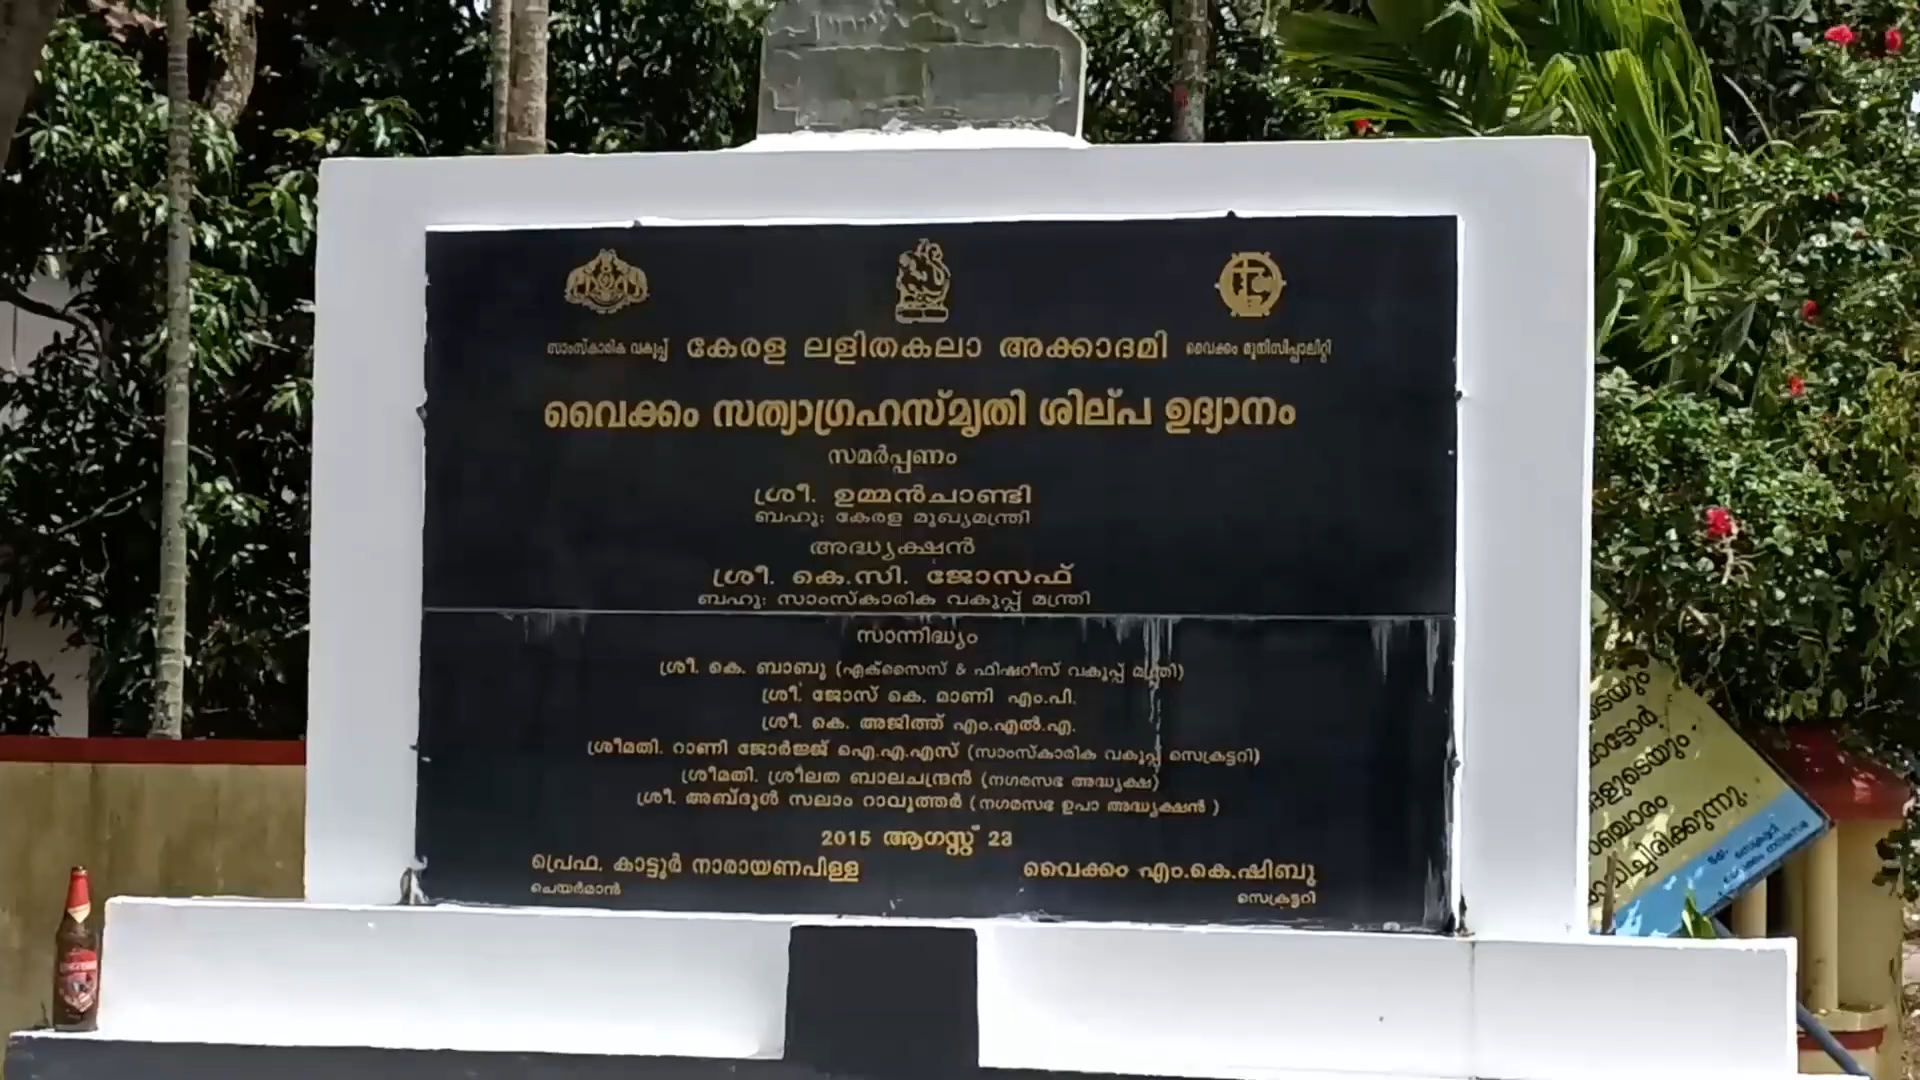 സാംസ്കാരിക വകുപ്പ് കേരള ലളിതകലാ അക്കാദമി വൈക്കം മുനിസിപ്പാലിറ്റി
വൈക്കം സത്യാഗ്രഹസ്മൃതി ശില്പ ഉദ്യാനം
സമർപ്പണം
ശ്രീ. ഉമ്മൻചാണ്ടി
ബഹു: കേരള മുഖ്യമന്ത്രി
അദ്ധ്യക്ഷൻ
ശ്രീ. കെ.സി. ജോസഫ്
ബഹു: സാംസ്കാരിക വകുപ്പ് മന്ത്രി
സാന്നിദ്ധ്യം
ശ്രീ. കെ. ബാബു (എക്സൈസ് & ഫിഷറീസ് വകുപ്പ് മന്ത്രി)
ശ്രീ. ജോസ് കെ. മാണി എം.പി.
ശ്രീ. കെ. അജിത്ത് എം.എൽ.എ.
ശ്രീമതി. റാണി ജോർജ്ജ് ഐ.എ.എസ് (സാംസ്കാരിക വകുപ്പ് സെക്രട്ടറി)
ശ്രീമതി. ശ്രീലത ബാലചന്ദ്രൻ (നഗരസഭ അദ്ധ്യക്ഷ)
ശ്രീ. അബ്ദുൾ സലാം റാവുത്തർ (നഗരസഭ ഉപാ അദ്ധ്യക്ഷൻ )
2015 ആഗസ്റ്റ് 23
പ്രെഫ. കാട്ടൂർ നാരായണപിള്ള വൈക്കം എം.കെ.ഷിബു
ചെയർമാൻ സെക്രട്ടറി